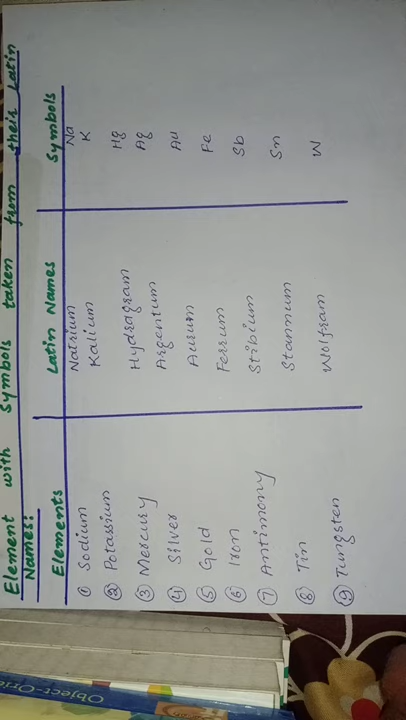 Element with symbols taken from their Latin
Names:
Elements Latin Names Symbols
① Sodium Natrium Na
② Potassium Kalium K
③ Mercury Hydragram Hg
④ Silver Argentum Ag
⑤ Gold Aurum Au
⑥ Iron Ferrum Fe
⑦ Antimony Stibium Sb
⑧ Tin Stannum Sn
⑨ Tungsten Wolfram W
Object-Orie